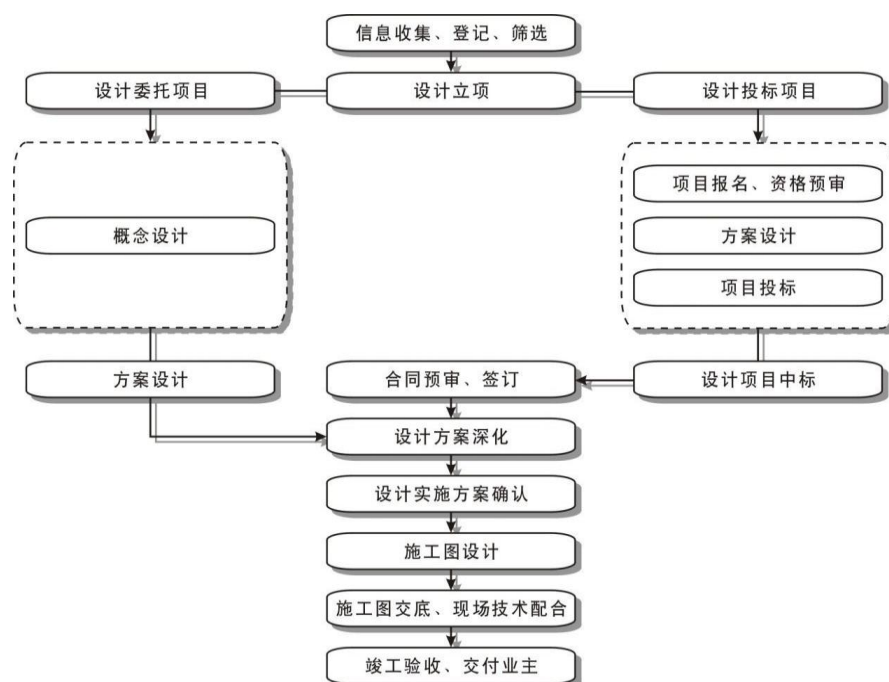 信息收集、登记、筛选
设计委托项目
设计立项
设计投标项目
项目报名、资格预审
概念设计
方案设计
项目投标
方案设计
合同预审、签订
设计项目中标
设计方案深化
设计实施方案确认
施工图设计
施工图交底、现场技术配合
竣工验收、交付业主